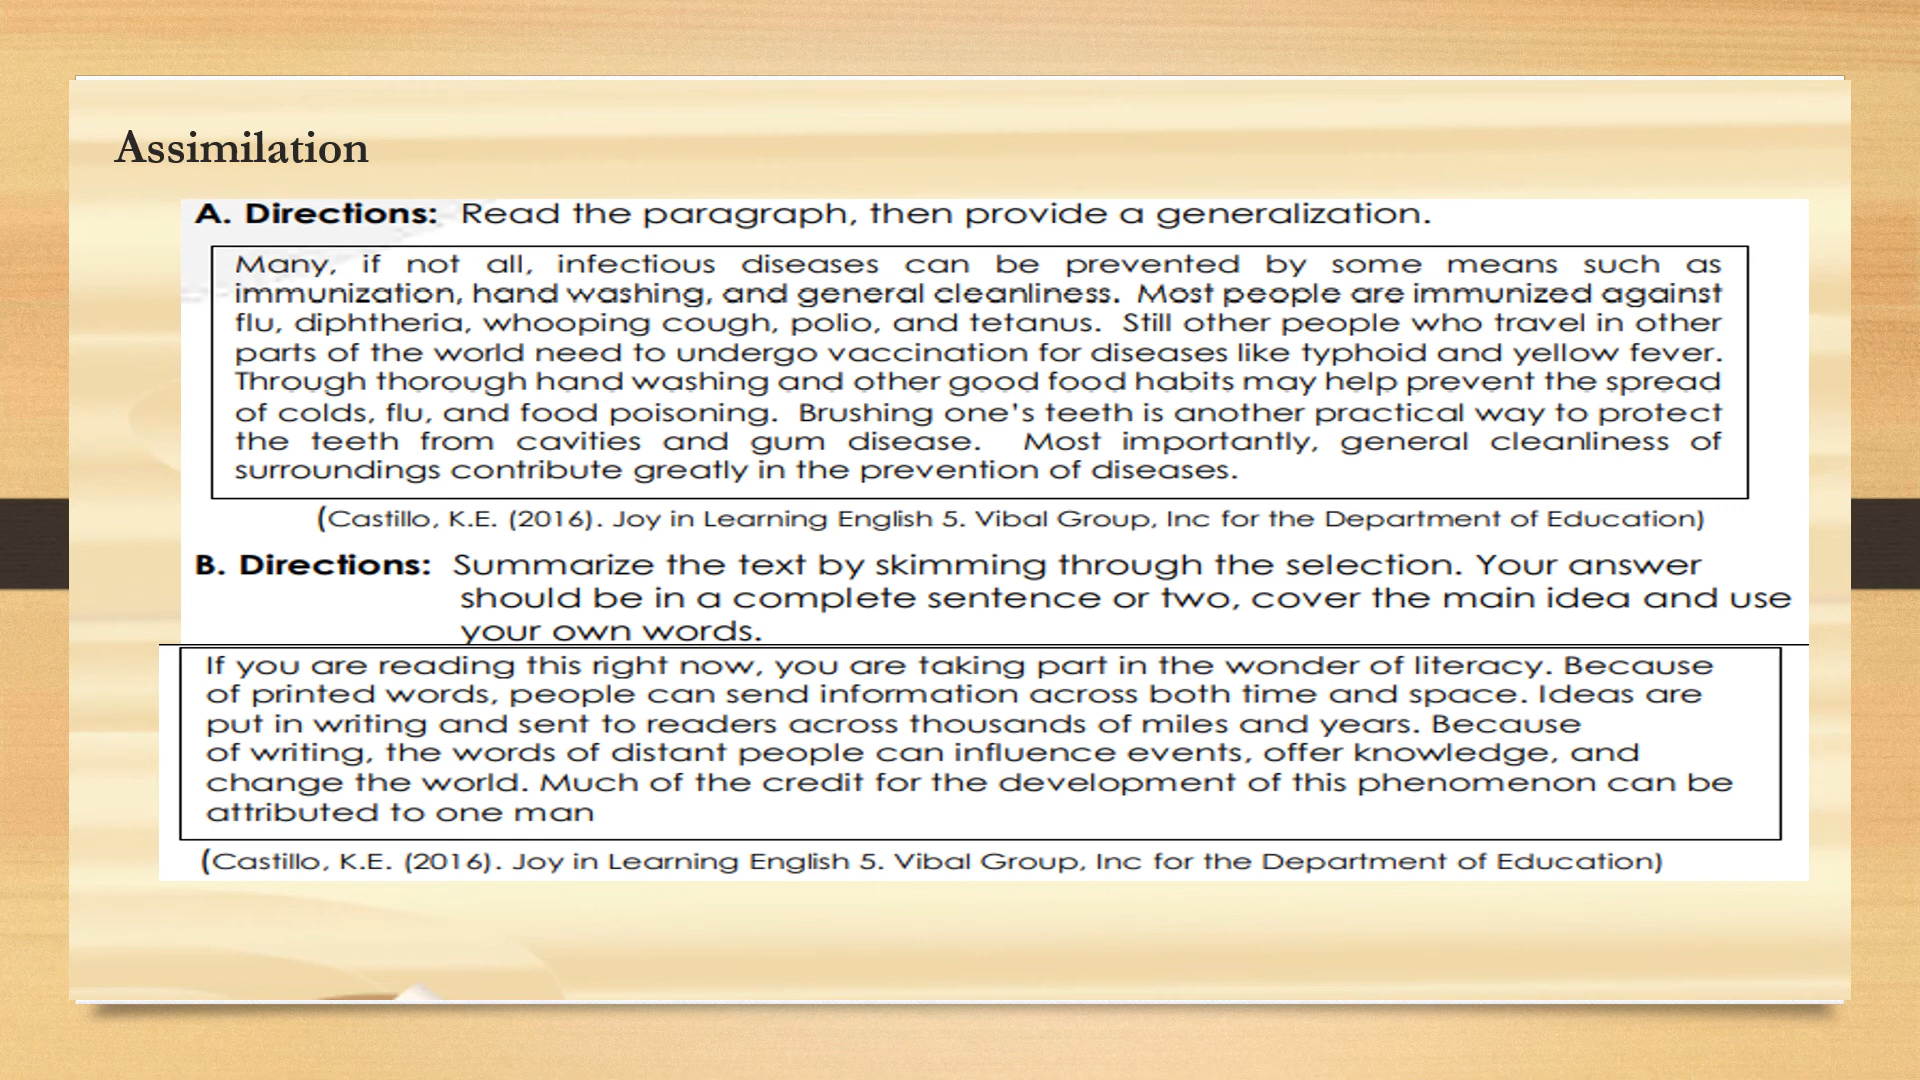 Assimilation
A. Directions: Read the paragraph, then provide a generalization.
Many, if not all, infectious diseases can be prevented by some means such as
immunization, hand washing, and general cleanliness. Most people are immunized against
flu, diphtheria, whooping cough, polio, and tetanus. Still other people who travel in other
parts of the world need to undergo vaccination for diseases like typhoid and yellow fever.
Through thorough hand washing and other good food habits may help prevent the spread
of colds, flu, and food poisoning. Brushing one's teeth is another practical way to protect
the teeth from cavities and gum disease. Most importantly, general cleanliness of
surroundings contribute greatly in the prevention of diseases.
(Castillo, K.E. (2016). Joy in Learning English 5. Vibal Group, Inc for the Department of Education)
B. Directions: Summarize the text by skimming through the selection. Your answer
should be in a complete sentence or two, cover the main idea and use
your own words.
If you are reading this right now, you are taking part in the wonder of literacy. Because
of printed words, people can send information across both time and space. Ideas are
put in writing and sent to readers across thousands of miles and years. Because
of writing, the words of distant people can influence events, offer knowledge, and
change the world. Much of the credit for the development of this phenomenon can be
attributed to one man
(Castillo, K.E. (2016). Joy in Learning English 5. Vibal Group, Inc for the Department of Education)